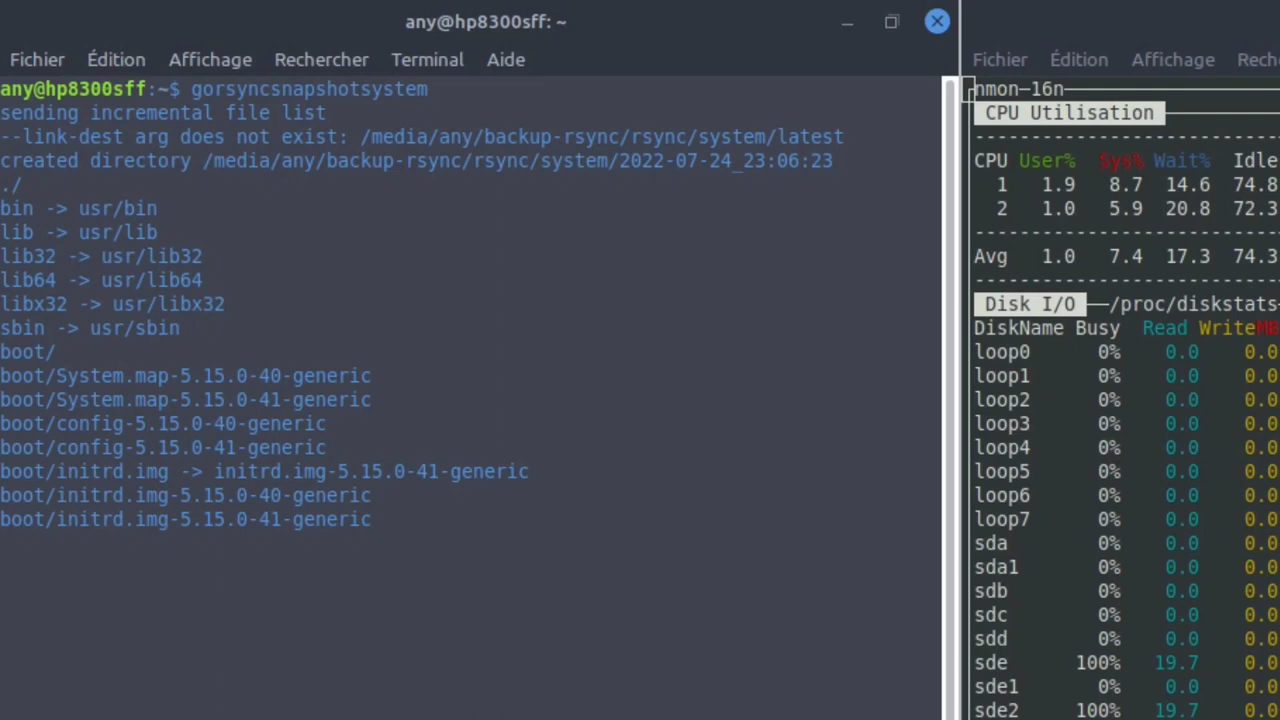 any@hp8300sff: ~
Fichier Édition Affichage Rechercher Terminal Aide
any@hp8300sff:~$ gorsyncsnapshotsystem
sending incremental file list
--link-dest arg does not exist: /media/any/backup-rsync/rsync/system/latest
created directory /media/any/backup-rsync/rsync/system/2022-07-24_23:06:23
./
bin -> usr/bin
lib -> usr/lib
lib32 -> usr/lib32
lib64 -> usr/lib64
libx32 -> usr/libx32
sbin -> usr/sbin
boot/
boot/System.map-5.15.0-40-generic
boot/System.map-5.15.0-41-generic
boot/config-5.15.0-40-generic
boot/config-5.15.0-41-generic
boot/initrd.img -> initrd.img-5.15.0-41-generic
boot/initrd.img-5.15.0-40-generic
boot/initrd.img-5.15.0-41-generic
Fichier Édition Affichage Reche
nmon─16n
CPU Utilisation
---------------------------
CPU User% Sys% Wait% Idle
1 1.9 8.7 14.6 74.8
2 1.0 5.9 20.8 72.3
---------------------------
Avg 1.0 7.4 17.3 74.3
---------------------------
Disk I/O ──/proc/diskstats
DiskName Busy Read WriteMB
loop0 0% 0.0 0.0
loop1 0% 0.0 0.0
loop2 0% 0.0 0.0
loop3 0% 0.0 0.0
loop4 0% 0.0 0.0
loop5 0% 0.0 0.0
loop6 0% 0.0 0.0
loop7 0% 0.0 0.0
sda 0% 0.0 0.0
sda1 0% 0.0 0.0
sdb 0% 0.0 0.0
sdc 0% 0.0 0.0
sdd 0% 0.0 0.0
sde 100% 19.7 0.0
sde1 0% 0.0 0.0
sde2 100% 19.7 0.0